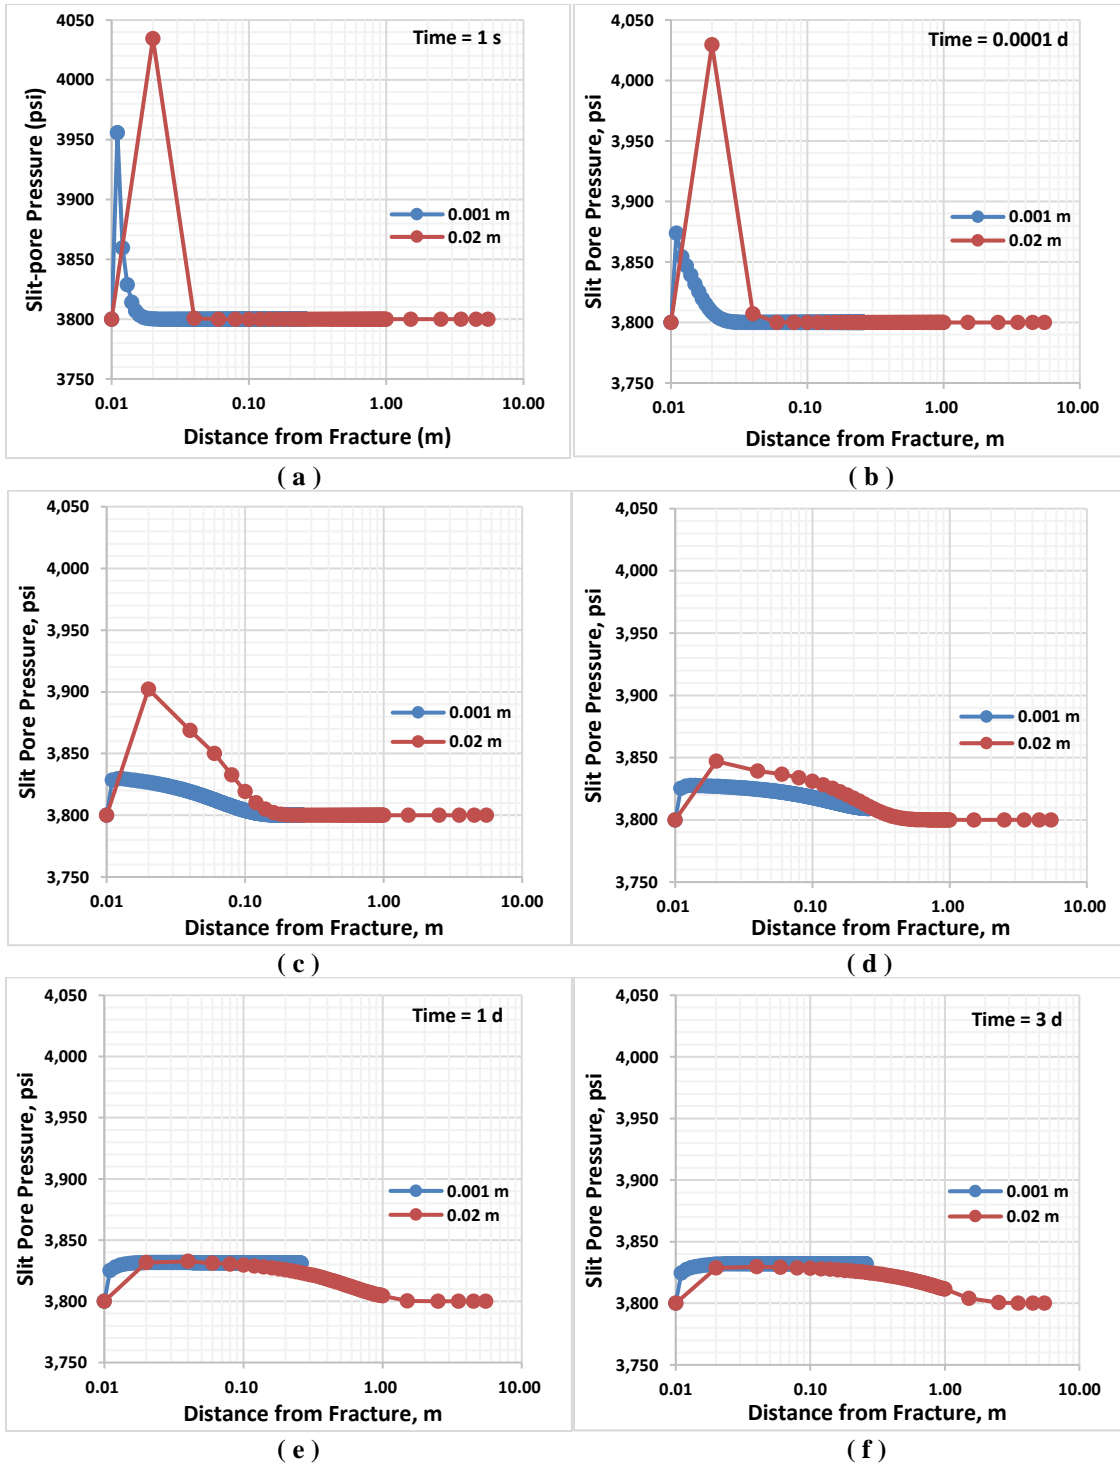 Time = 1 s
Slit-pore Pressure (psi)
4050
4000
3950
3900
3850
3800
3750
0.001 m
0.02 m
0.01 0.10 1.00 10.00
Distance from Fracture (m)
( a )
Time = 0.0001 d
Slit Pore Pressure, psi
4,050
4,000
3,950
3,900
3,850
3,800
3,750
0.001 m
0.02 m
0.01 0.10 1.00 10.00
Distance from Fracture, m
( b )
Slit Pore Pressure, psi
4,050
4,000
3,950
3,900
3,850
3,800
3,750
0.001 m
0.02 m
0.01 0.10 1.00 10.00
Distance from Fracture, m
( c )
Slit Pore Pressure, psi
4,050
4,000
3,950
3,900
3,850
3,800
3,750
0.001 m
0.02 m
0.01 0.10 1.00 10.00
Distance from Fracture, m
( d )
Time = 1 d
Slit Pore Pressure, psi
4,050
4,000
3,950
3,900
3,850
3,800
3,750
0.001 m
0.02 m
0.01 0.10 1.00 10.00
Distance from Fracture, m
( e )
Time = 3 d
Slit Pore Pressure, psi
4,050
4,000
3,950
3,900
3,850
3,800
3,750
0.001 m
0.02 m
0.01 0.10 1.00 10.00
Distance from Fracture, m
( f )